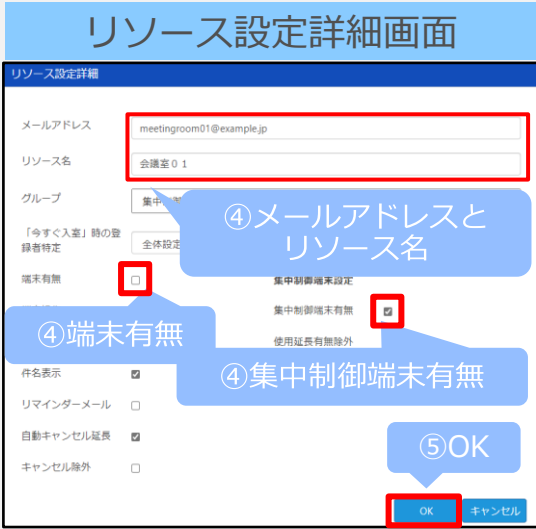 リソース設定詳細画面
リソース設定詳細
メールアドレス
meetingroom01@example.jp
リソース名
会議室０１
グループ
集中
④メールアドレスと
リソース名
「今すぐ入室」時の登
録者特定
全体設定
端末有無
集中制御端末設定
集中制御端末有無
④端末有無
使用延長有無除外
④集中制御端末有無
件名表示
リマインダーメール
自動キャンセル延長
キャンセル除外
⑤OK
OK
キャンセル